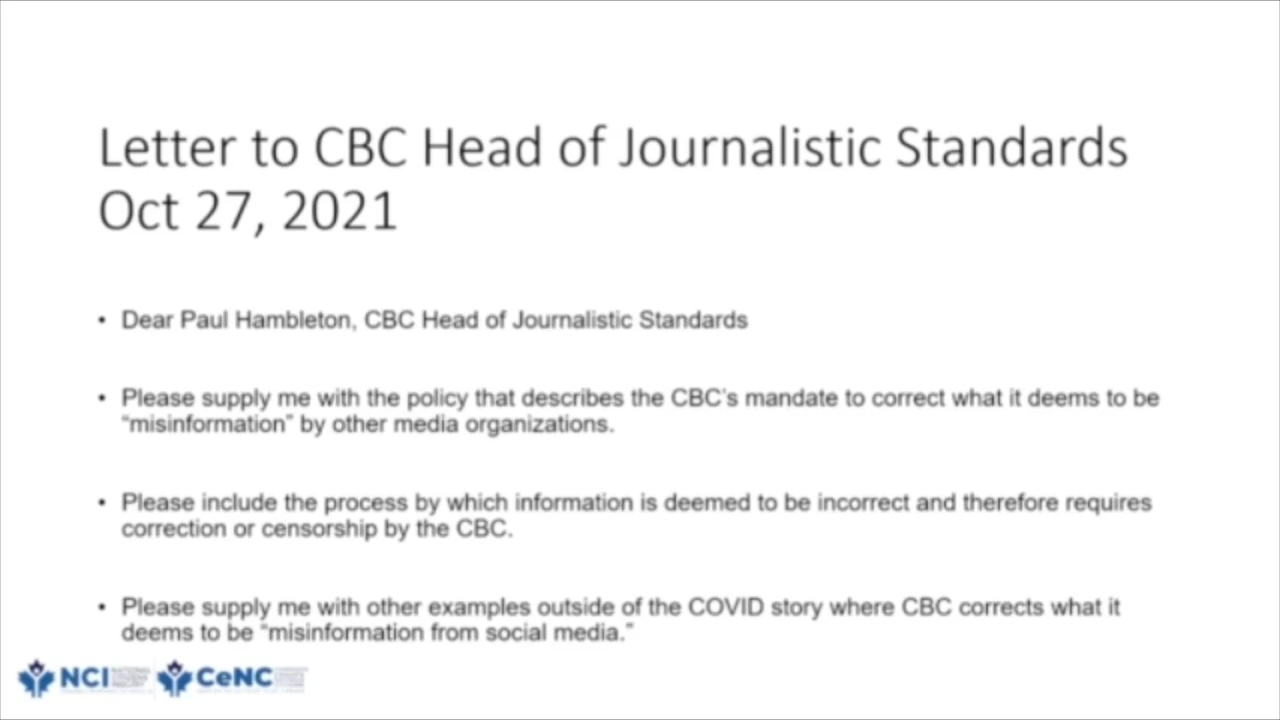 Letter to CBC Head of Journalistic Standards
Oct 27, 2021
• Dear Paul Hambleton, CBC Head of Journalistic Standards
• Please supply me with the policy that describes the CBC's mandate to correct what it deems to be
“misinformation” by other media organizations.
• Please include the process by which information is deemed to be incorrect and therefore requires
correction or censorship by the CBC.
• Please supply me with other examples outside of the COVID story where CBC corrects what it
deems to be “misinformation from social media.”
NCI CeNC